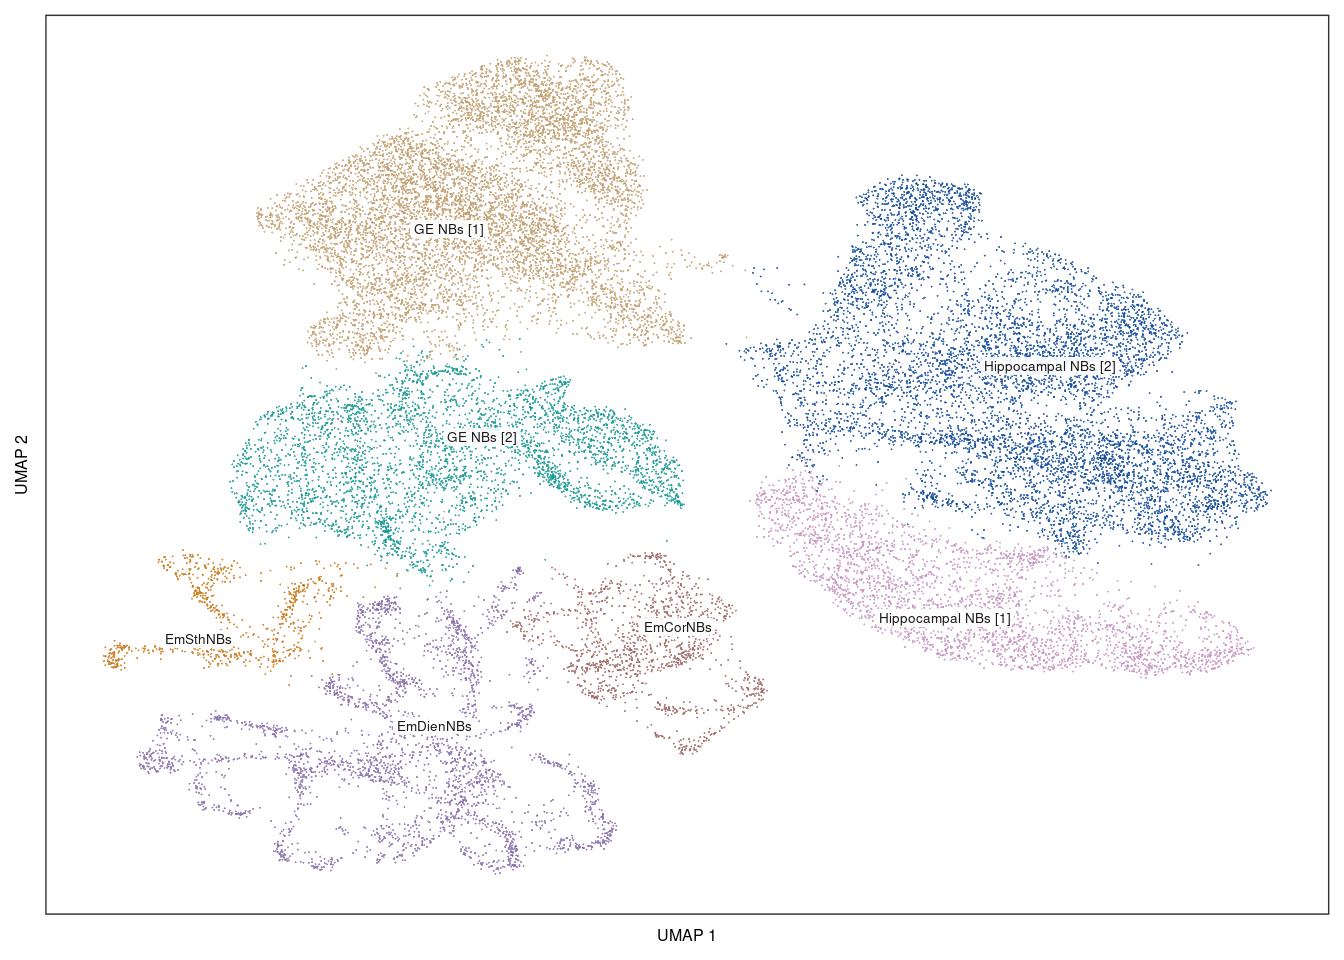 GE NBs [1]
Hippocampal NBs [2]
GE NBs [2]
UMAP 2
Hippocampal NBs [1]
EmCorNBs
EmSthNBs
EmDienNBs
UMAP 1